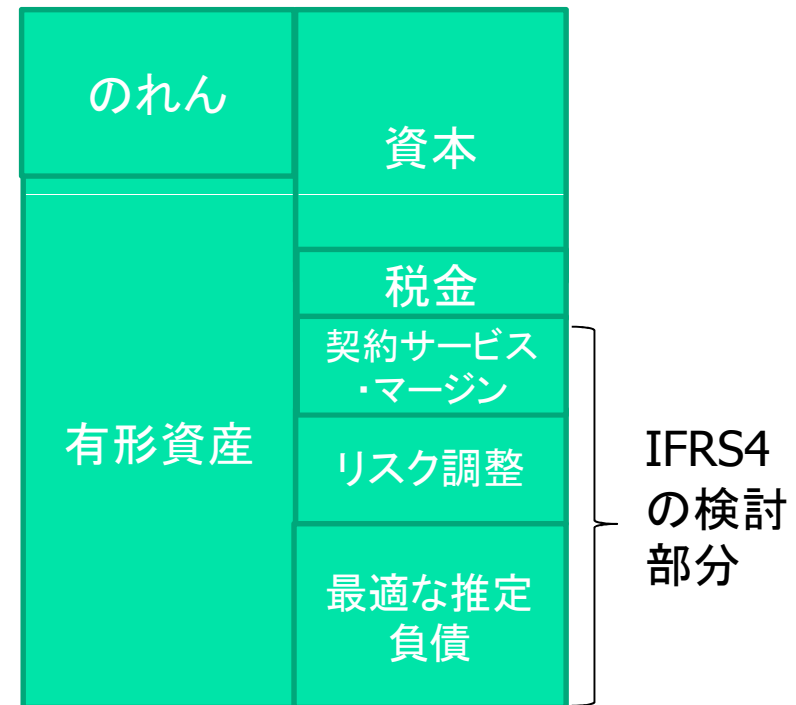 のれん
資本
税金
契約サービス
・マージン
有形資産
リスク調整
最適な推定
負債
IFRS4
の検討
部分